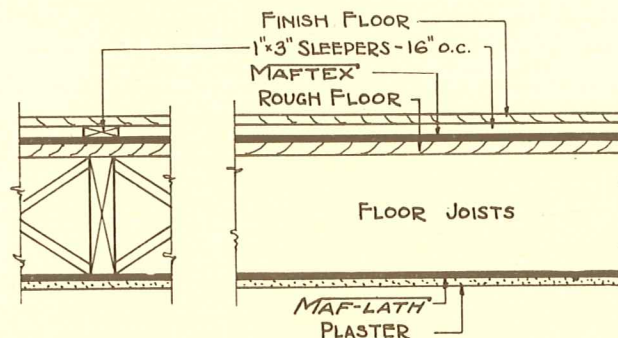 FINISH FLOOR
1"x3" SLEEPERS-16" O.C.
MAFTEX
ROUGH FLOOR
FLOOR JOISTS
MAF-LATH
PLASTER